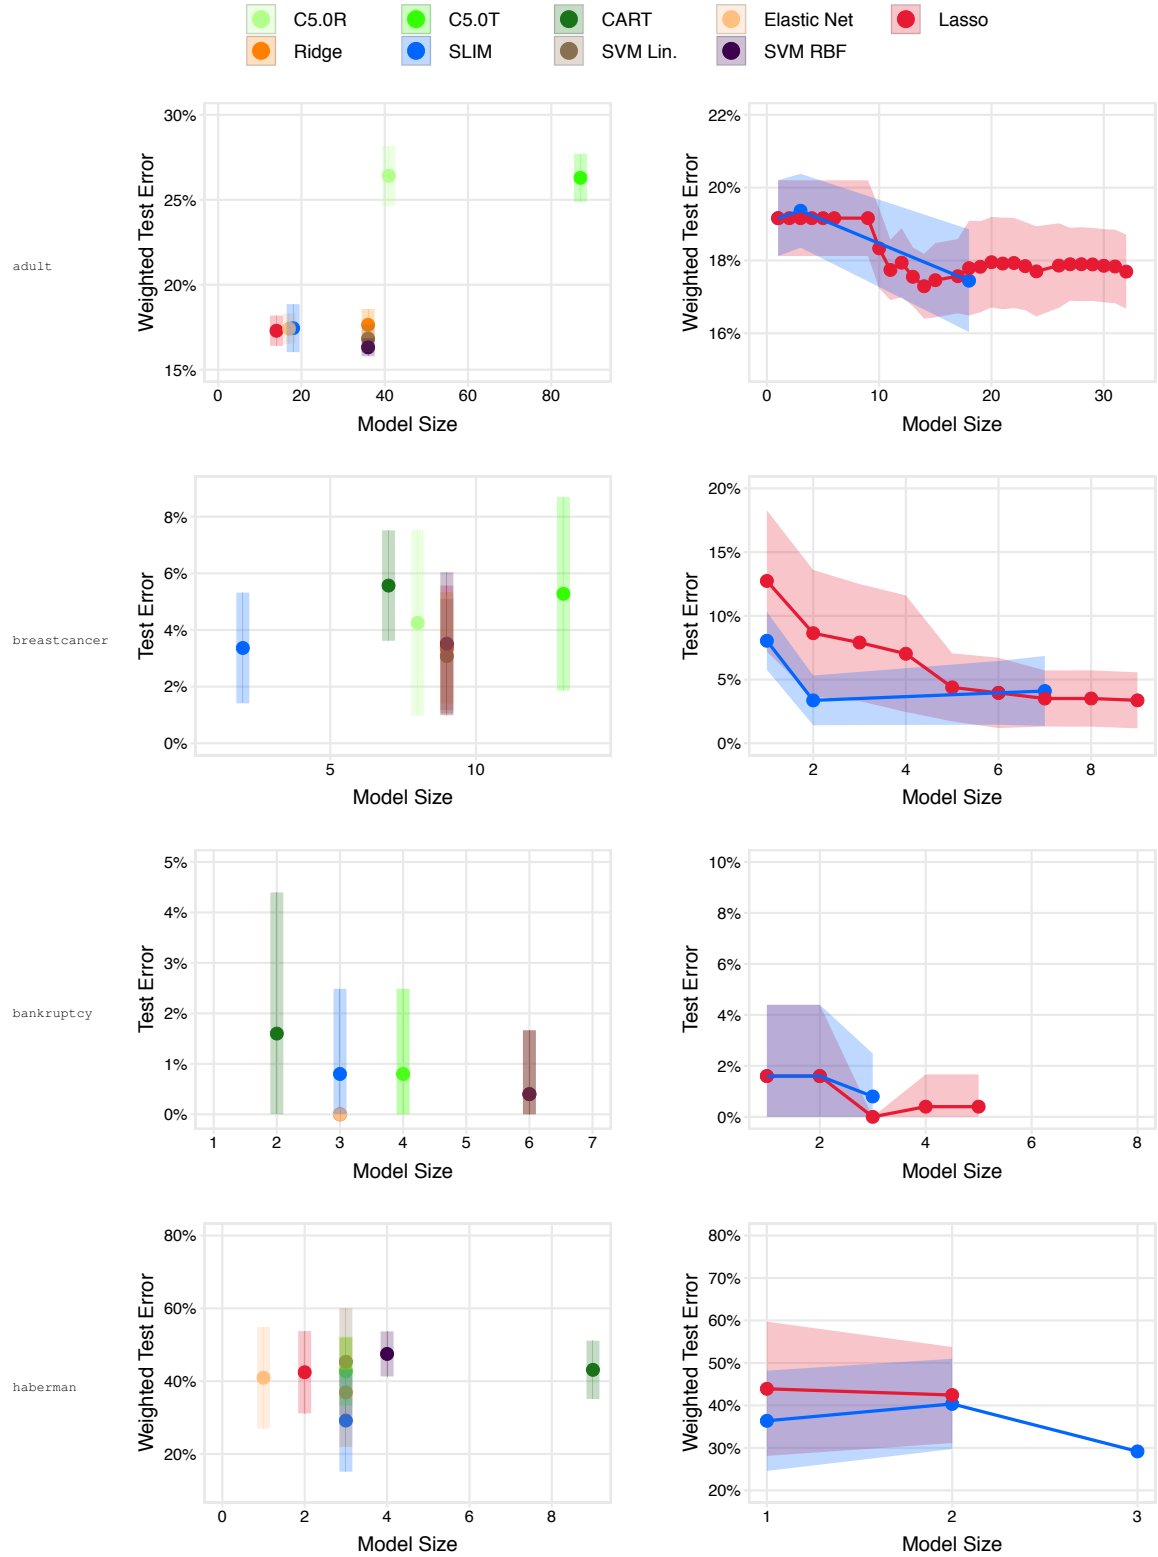 C5.0R C5.0T CART Elastic Net Lasso
Ridge SLIM SVM Lin. SVM RBF
adult
Weighted Test Error
30%
25%
20%
15%
0 20 40 60 80
Model Size
Weighted Test Error
22%
20%
18%
16%
0 10 20 30
Model Size
breastcancer
Test Error
8%
6%
4%
2%
0%
5 10
Model Size
Test Error
20%
15%
10%
5%
0%
2 4 6 8
Model Size
bankruptcy
Test Error
5%
4%
3%
2%
1%
0%
1 2 3 4 5 6 7
Model Size
Test Error
10%
8%
6%
4%
2%
0%
2 4 6 8
Model Size
haberman
Weighted Test Error
80%
60%
40%
20%
0 2 4 6 8
Model Size
Weighted Test Error
80%
70%
60%
50%
40%
30%
20%
1 2 3
Model Size